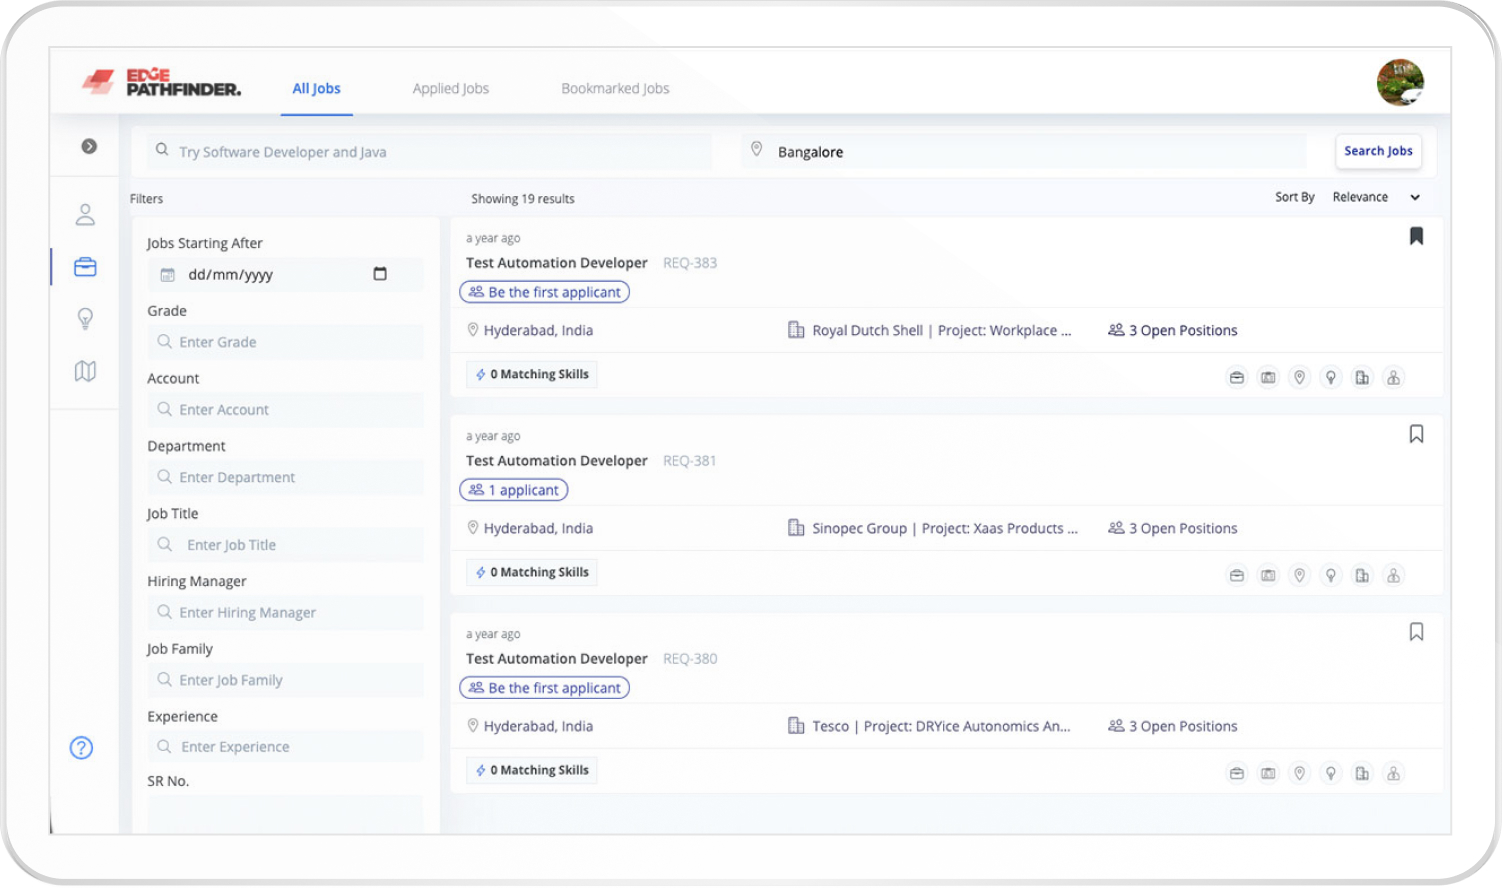 EDGE
PATHFINDER.
All Jobs
Applied Jobs
Bookmarked Jobs
Try Software Developer and Java
Bangalore
Search Jobs
Filters
Showing 19 results
Sort By Relevance
Jobs Starting After
dd/mm/yyyy
Grade
Enter Grade
Account
Enter Account
Department
Enter Department
Job Title
Enter Job Title
Hiring Manager
Enter Hiring Manager
Job Family
Enter Job Family
Experience
Enter Experience
SR No.
?
a year ago
Test Automation Developer REQ-383
Be the first applicant
Hyderabad, India
Royal Dutch Shell | Project: Workplace ...
3 Open Positions
0 Matching Skills
a year ago
Test Automation Developer REQ-381
1 applicant
Hyderabad, India
Sinopec Group | Project: Xaas Products ...
3 Open Positions
0 Matching Skills
a year ago
Test Automation Developer REQ-380
Be the first applicant
Hyderabad, India
Tesco | Project: DRYice Autonomics An...
3 Open Positions
0 Matching Skills